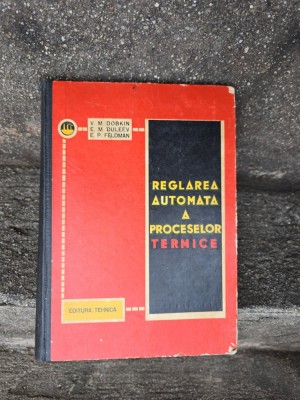 V. M. DOBKIN
E. M. DULEEV
E. P. FELDMAN
REGLAREA
AUTOMATĂ
A
PROCESELOR
TERMICE
EDITURA TEHNICĂ